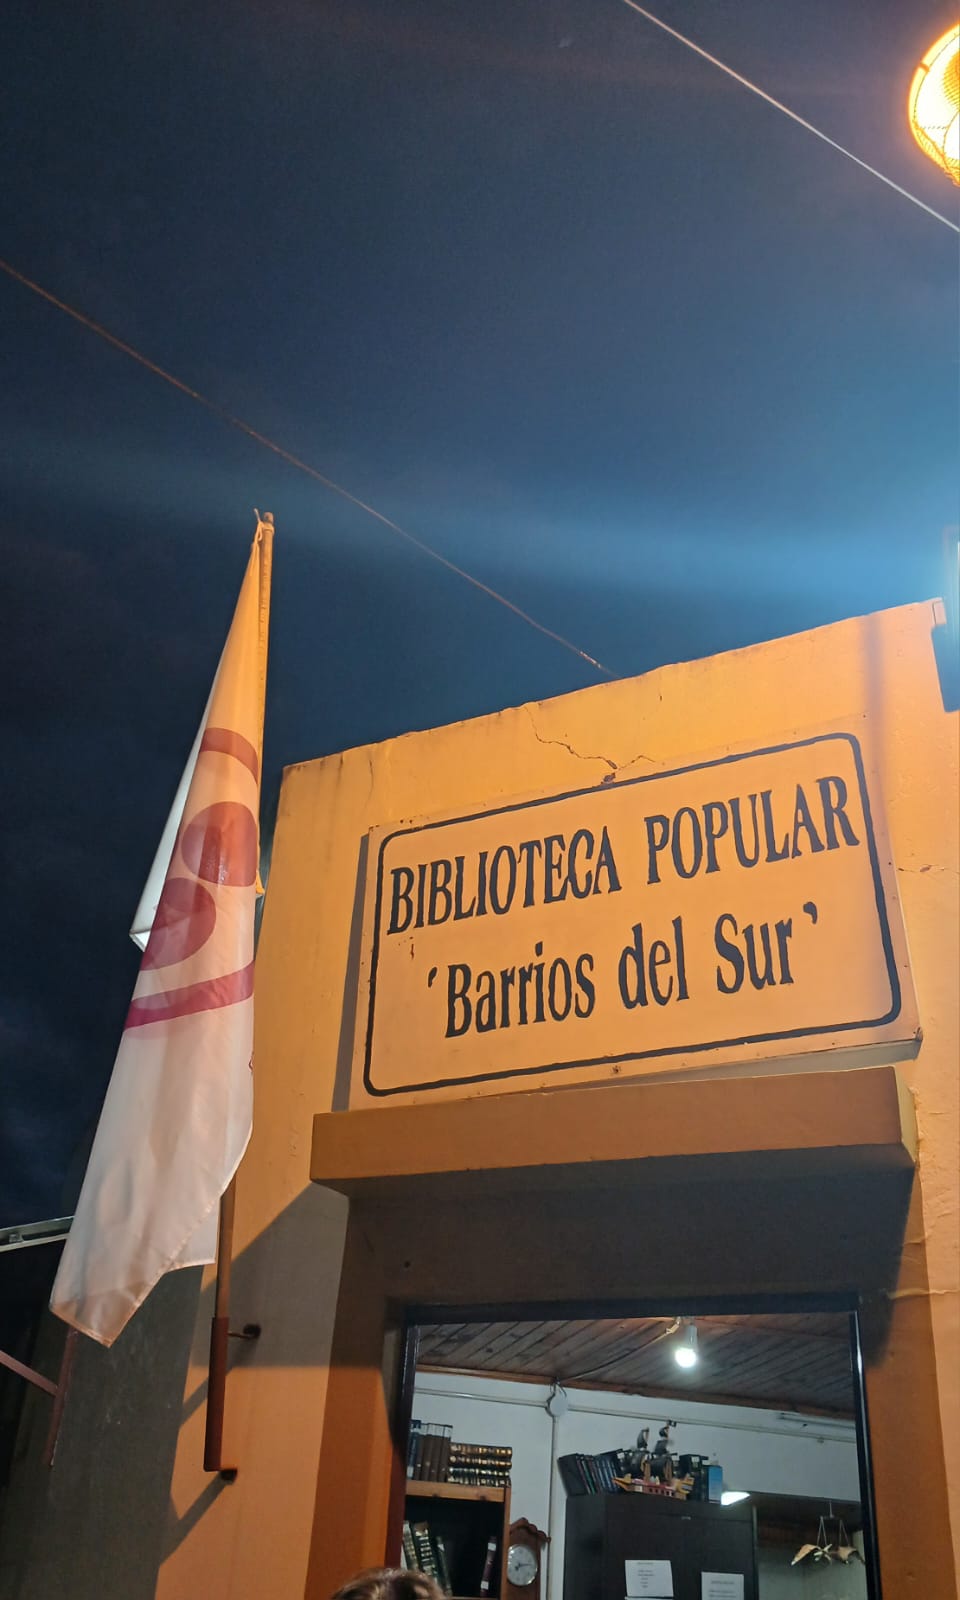 BIBLIOTECA POPULAR
'Barrios del Sur'